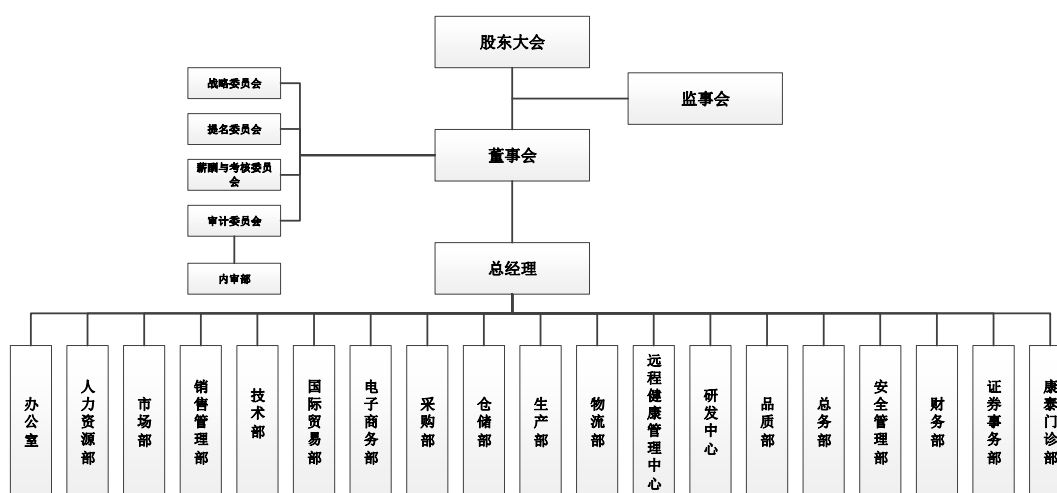 股东大会
战略委员会
监事会
提名委员会
董事会
薪酬与考核委员
会
审计委员会
总经理
内审部
办公室
人力资源部
市场部
销售管理部
技术部
国际贸易部
电子商务部
采购部
仓储部
生产部
物流部
远程健康管理中心
研发中心
品质部
总务部
安全管理部
财务部
证券事务部
康泰门诊部